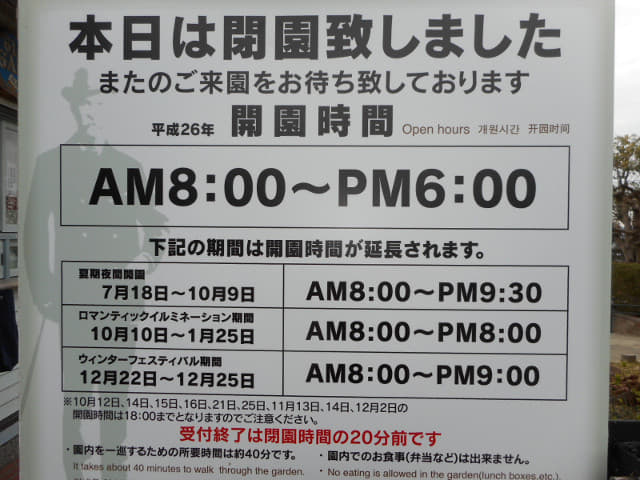 本日は閉園致しました
またのご来園をお待ち致しております
平成26年 開園時間 Open hours 개원시간 开园时间
AM8:00～PM6:00
下記の期間は開園時間が延長されます。
夏期夜間開園
7月18日～10月9日 AM8:00～PM9:30
ロマンティックイルミネーション期間
10月10日～1月25日 AM8:00～PM8:00
ウィンターフェスティバル期間
12月22日～12月25日 AM8:00～PM9:00
※10月12日、14日、15日、16日、21日、25日、11月13日、14日、12月2日の
開園時間は18:00までとなりますのでご注意ください。
受付終了は閉園時間の20分前です
・園内を一巡するための所要時間は約40分です。 ・園内でのお食事(弁当など)は出来ません。
It takes about 40 minutes to walk through the garden. No eating is allowed in the garden(lunch boxes,etc.).